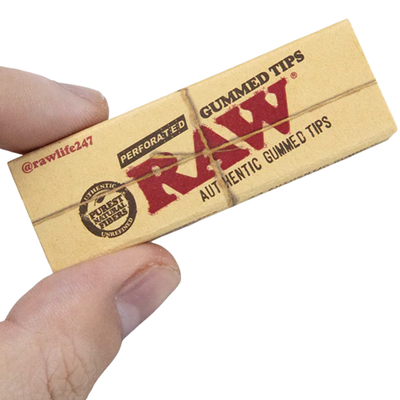 @rawlife247
PERFORATED
GUMMED TIPS
RAW®
AUTHENTIC GUMMED TIPS
AUTHENTIC
PUREST
NATURAL
FIBERS
UNREFINED